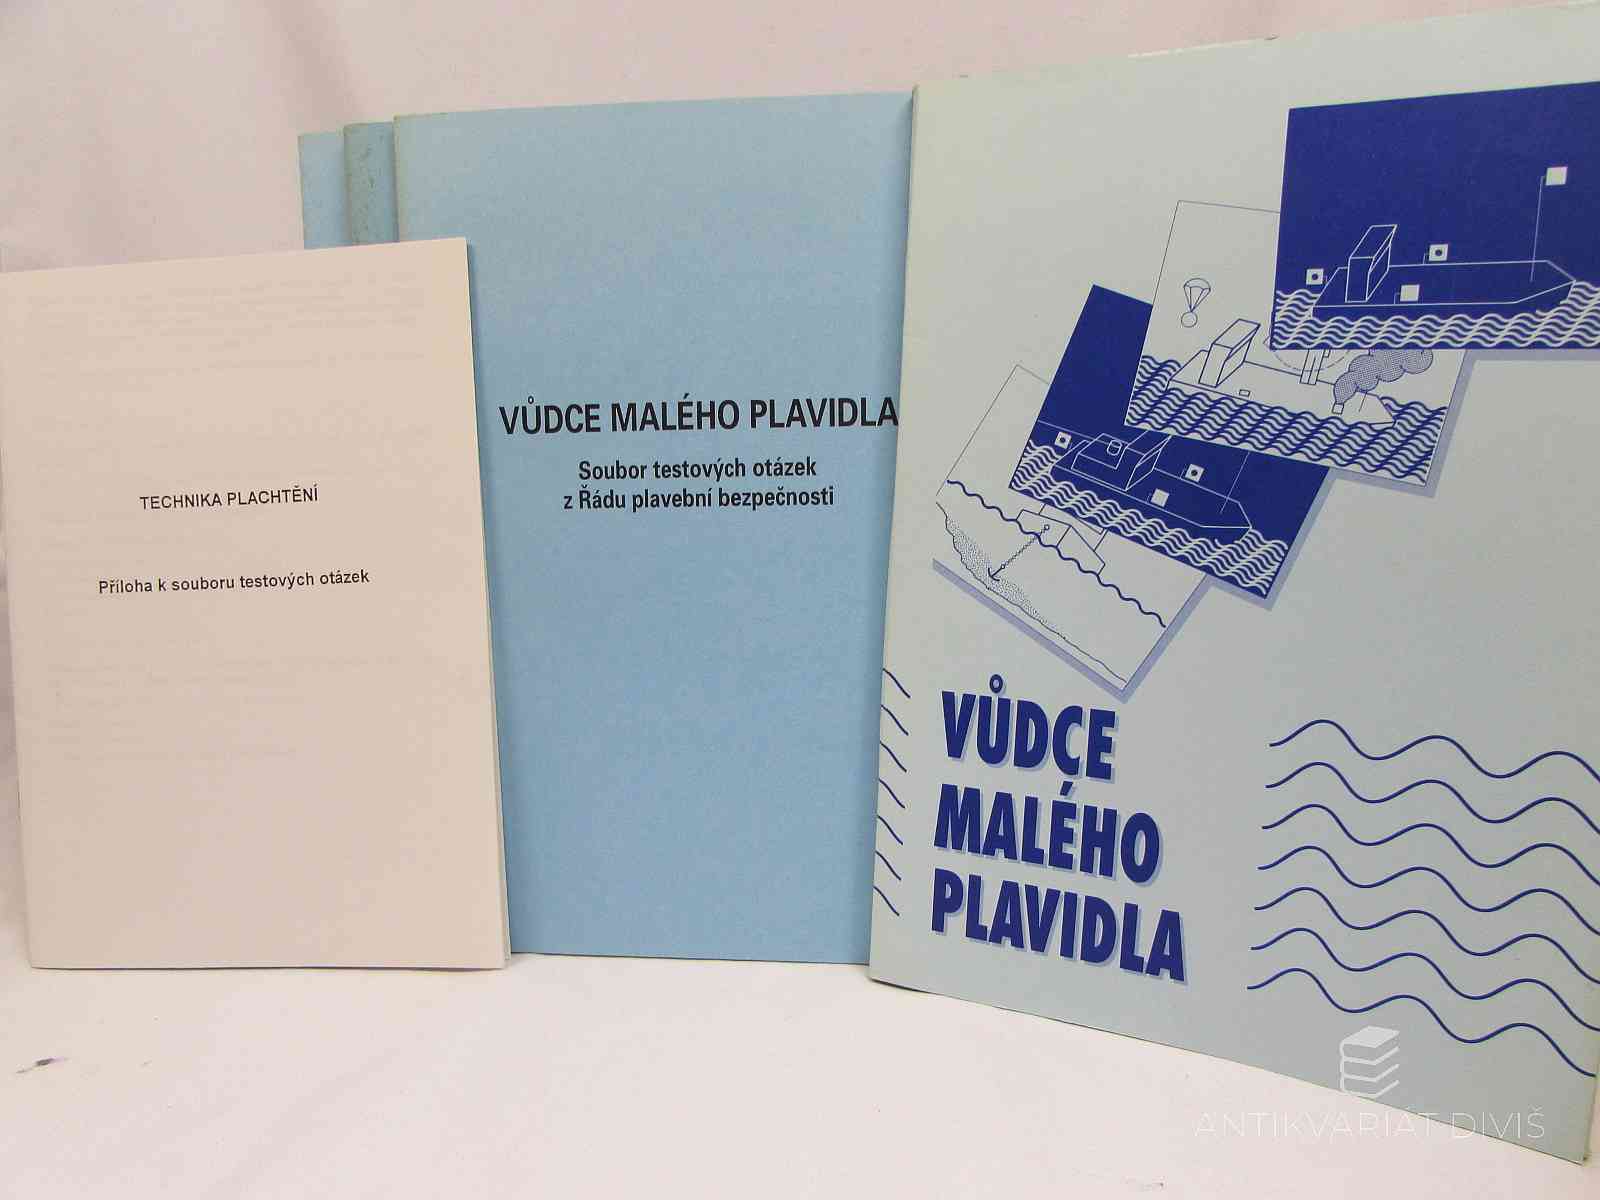 TECHNIKA PLACHTĚNÍ
Příloha k souboru testových otázek
VŮDCE MALÉHO PLAVIDLA
Soubor testových otázek
z Řádu plavební bezpečnosti
VŮDCE
MALÉHO
PLAVIDLA
ANTIKVARIÁT DIVIŠ